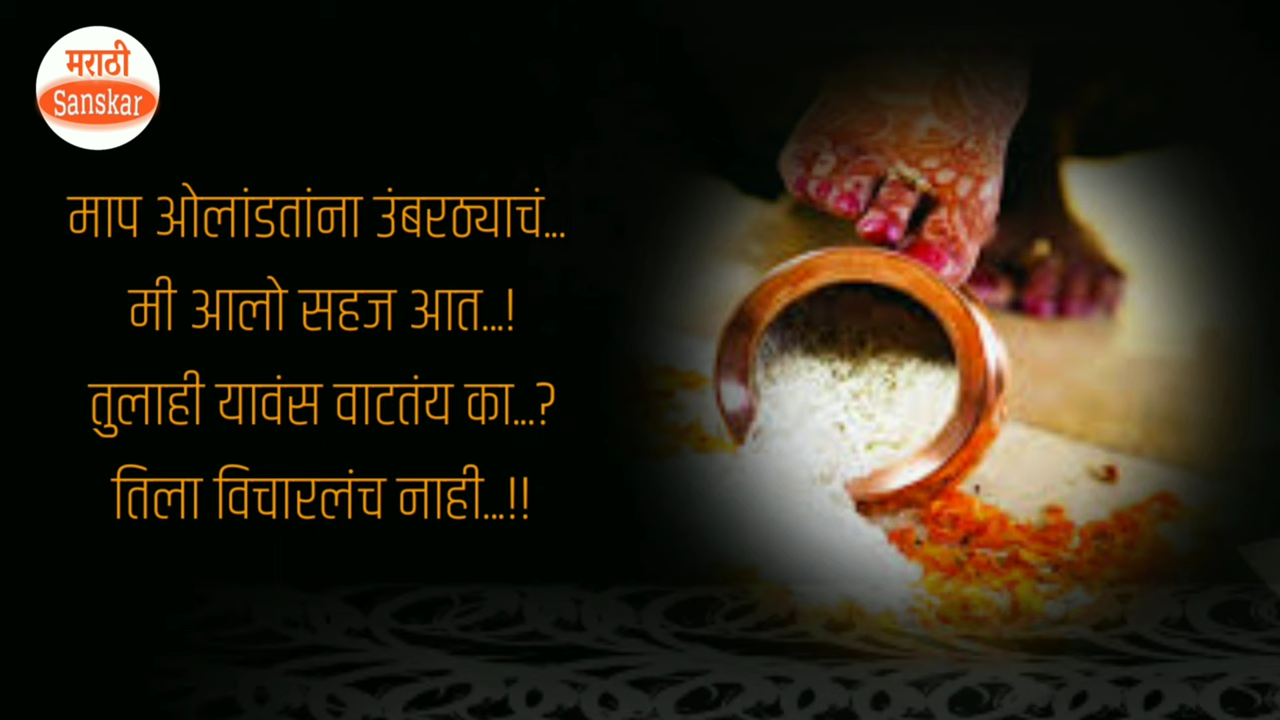 मराठी
Sanskar
माप ओलांडतांना उंबरठ्याचं...
मी आलो सहज आत...!
तुलाही यावंस वाटतंय का...?
तिला विचारलंच नाही...!!